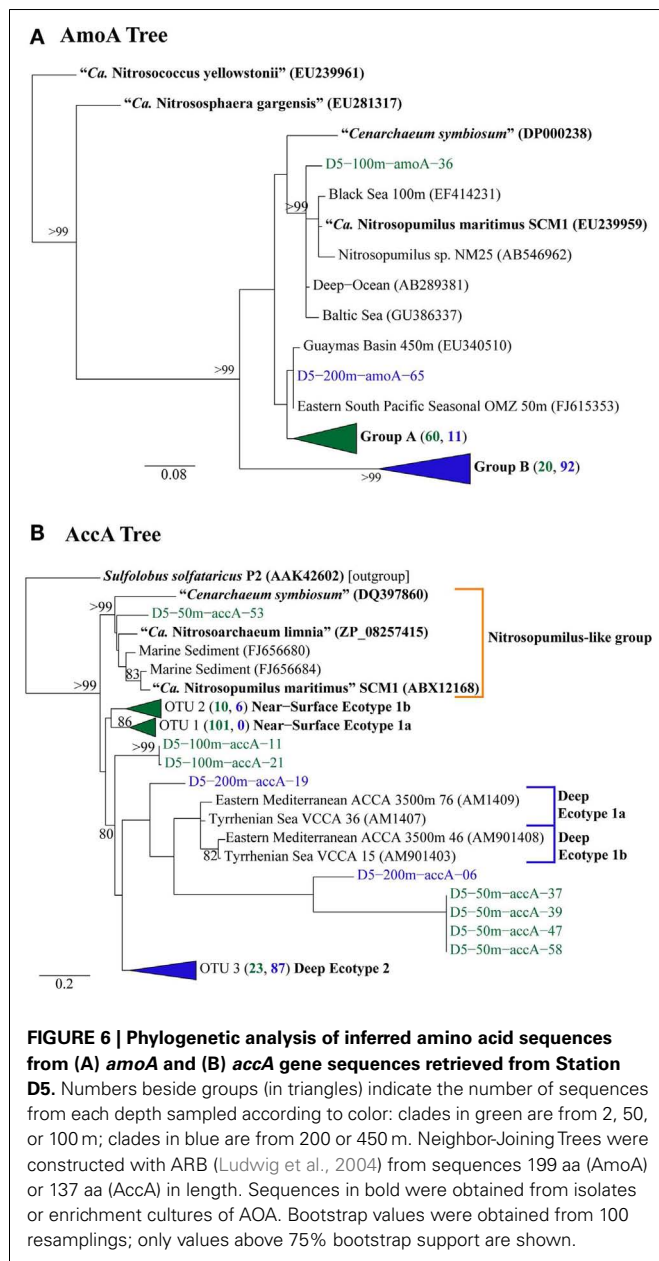 A AmoA Tree
“Ca. Nitrosococcus yellowstonii” (EU239961)
“Ca. Nitrososphaera gargensis” (EU281317)
“Cenarchaeum symbiosum” (DP000238)
D5−100m−amoA−36
Black Sea 100m (EF414231)
>99
“Ca. Nitrosopumilus maritimus SCM1 (EU239959)
>99
Nitrosopumilus sp. NM25 (AB546962)
Deep−Ocean (AB289381)
Baltic Sea (GU386337)
Guaymas Basin 450m (EU340510)
>99
D5−200m−amoA−65
Eastern South Pacific Seasonal OMZ 50m (FJ615353)
Group A (60, 11)
0.08
Group B (20, 92)
>99
B AccA Tree
Sulfolobus solfataricus P2 (AAK42602) [outgroup]
“Cenarchaeum symbiosum” (DQ397860)
>99
D5−50m−accA−53
“Ca. Nitrosoarchaeum limnia” (ZP_08257415)
Nitrosopumilus−like group
Marine Sediment (FJ656680)
Marine Sediment (FJ656684)
83
>99
“Ca. Nitrosopumilus maritimus” SCM1 (ABX12168)
OTU 2 (10, 6) Near−Surface Ecotype 1b
86
OTU 1 (101, 0) Near−Surface Ecotype 1a
>99
D5−100m−accA−11
D5−100m−accA−21
D5−200m−accA−19
Eastern Mediterranean ACCA 3500m 76 (AM1409)
Deep
Ecotype 1a
Tyrrhenian Sea VCCA 36 (AM1407)
80
Eastern Mediterranean ACCA 3500m 46 (AM901408)
Deep
Ecotype 1b
82
Tyrrhenian Sea VCCA 15 (AM901403)
D5−200m−accA−06
D5−50m−accA−37
D5−50m−accA−39
D5−50m−accA−47
D5−50m−accA−58
OTU 3 (23, 87) Deep Ecotype 2
0.2
FIGURE 6 | Phylogenetic analysis of inferred amino acid sequences
from (A) amoA and (B) accA gene sequences retrieved from Station
D5. Numbers beside groups (in triangles) indicate the number of sequences
from each depth sampled according to color: clades in green are from 2, 50,
or 100 m; clades in blue are from 200 or 450 m. Neighbor-Joining Trees were
constructed with ARB (Ludwig et al., 2004) from sequences 199 aa (AmoA)
or 137 aa (AccA) in length. Sequences in bold were obtained from isolates
or enrichment cultures of AOA. Bootstrap values were obtained from 100
resamplings; only values above 75% bootstrap support are shown.